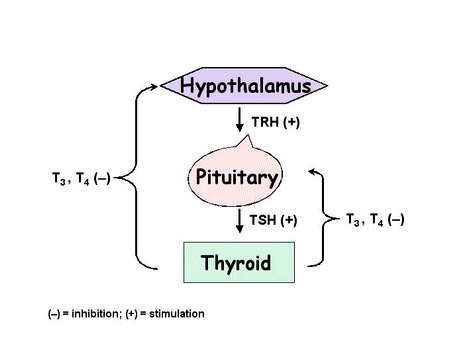 Hypothalamus
TRH (+)
T₃ , T₄ (–)
Pituitary
TSH (+)
T₃ , T₄ (–)
Thyroid
(–) = inhibition; (+) = stimulation